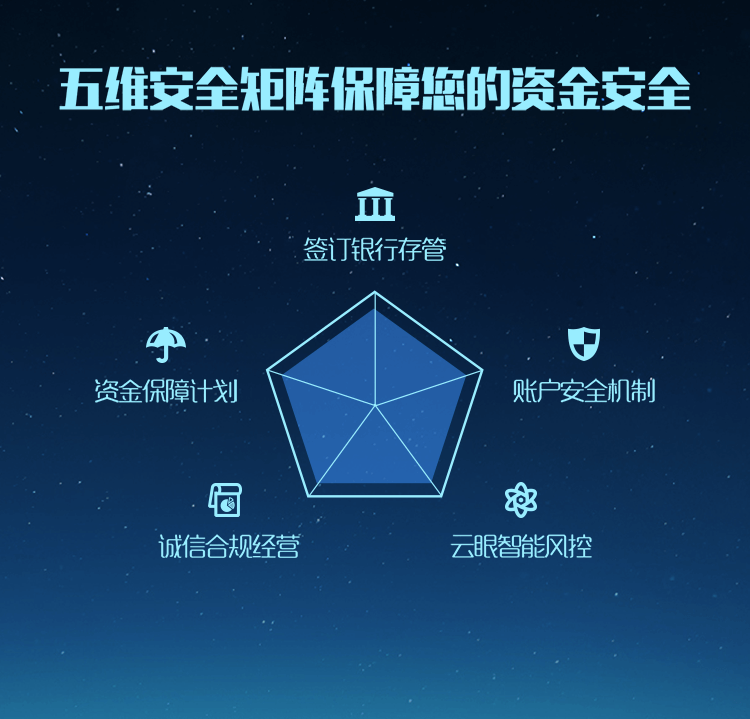 五维安全矩阵保障您的资金安全
签订银行存管
资金保障计划
账户安全机制
诚信合规经营
云眼智能风控